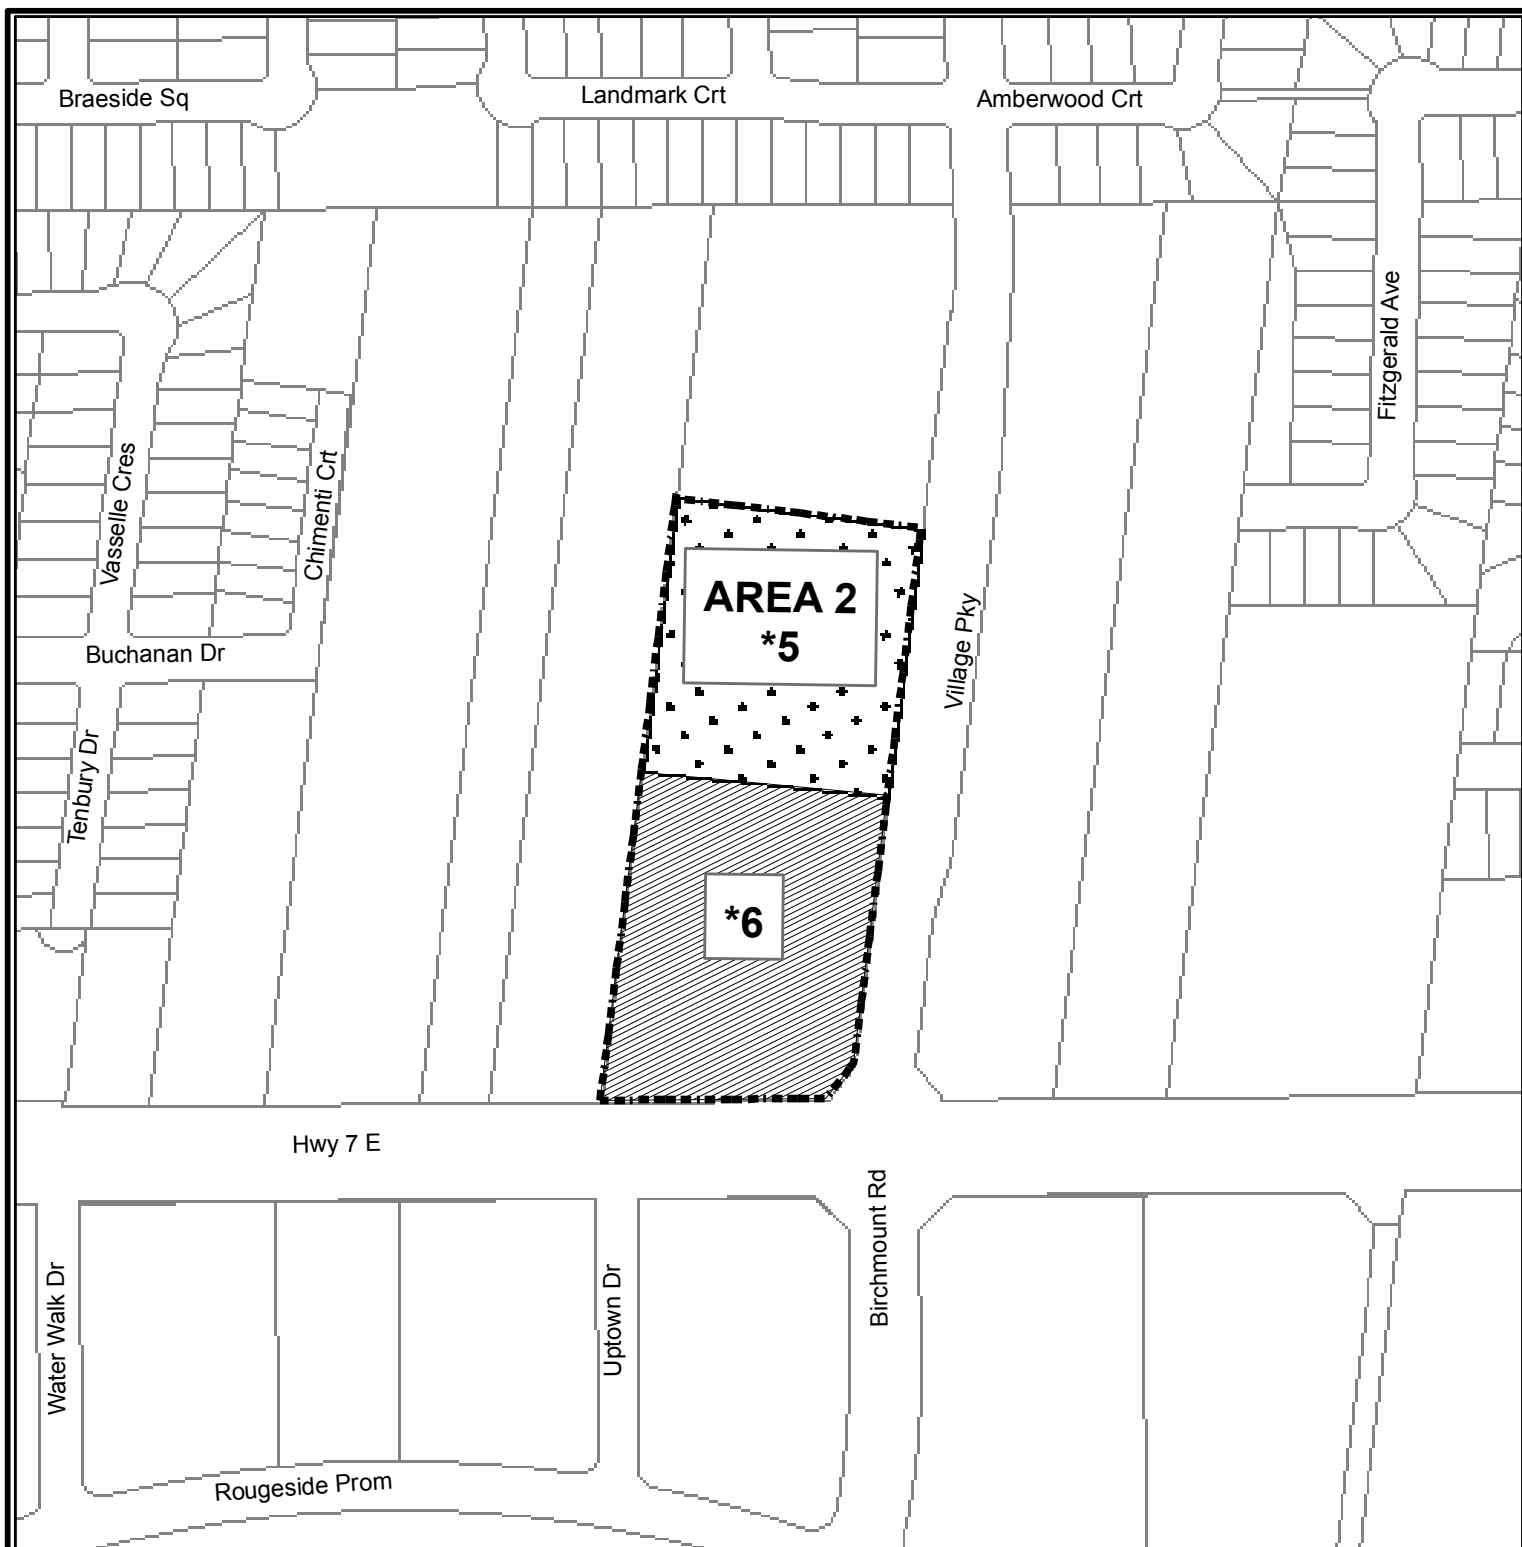 Braeside Sq
Landmark Crt
Amberwood Crt
Fitzgerald Ave
Vasselle Cres
Chimenti Crt
AREA 2
*5
Village Pky
Buchanan Dr
Tenbury Dr
*6
Hwy 7 E
Birchmount Rd
Water Walk Dr
Uptown Dr
Rougeside Prom